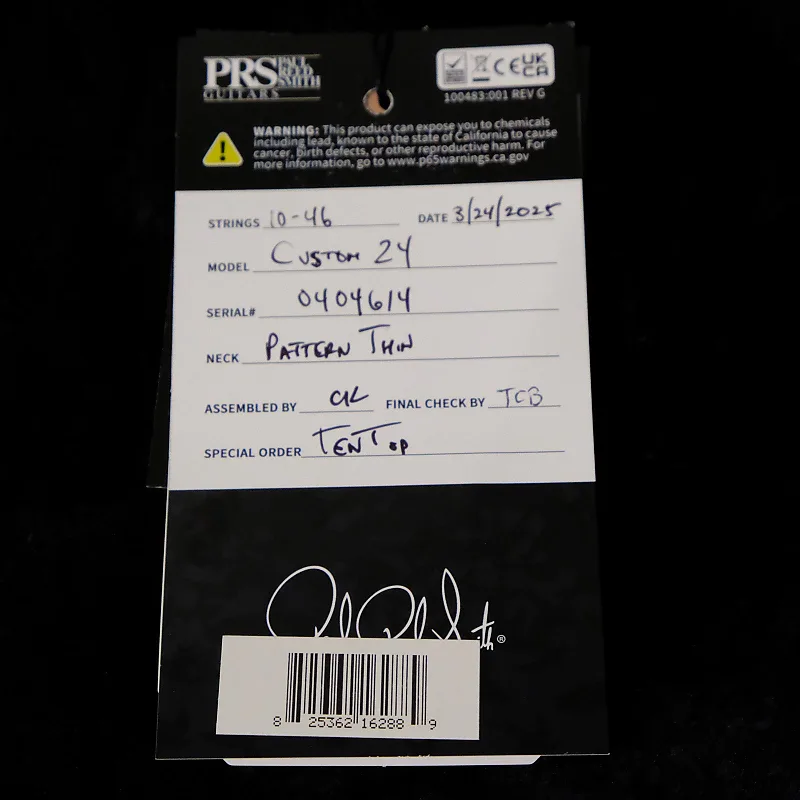 PRS PAUL REED SMITH
GUITARS
UK CA
100483:001 REV G
WARNING: This product can expose you to chemicals
including lead, known to the state of California to cause
cancer, birth defects, or other reproductive harm. For
more information, go to www.p65warnings.ca.gov
STRINGS 10-46 DATE 3/24/2025
MODEL CUSTOM 24
SERIAL# 0404614
NECK PATTERN THIN
ASSEMBLED BY FINAL CHECK BY TCB
SPECIAL ORDER TEN TOP
8 25362 16288 9